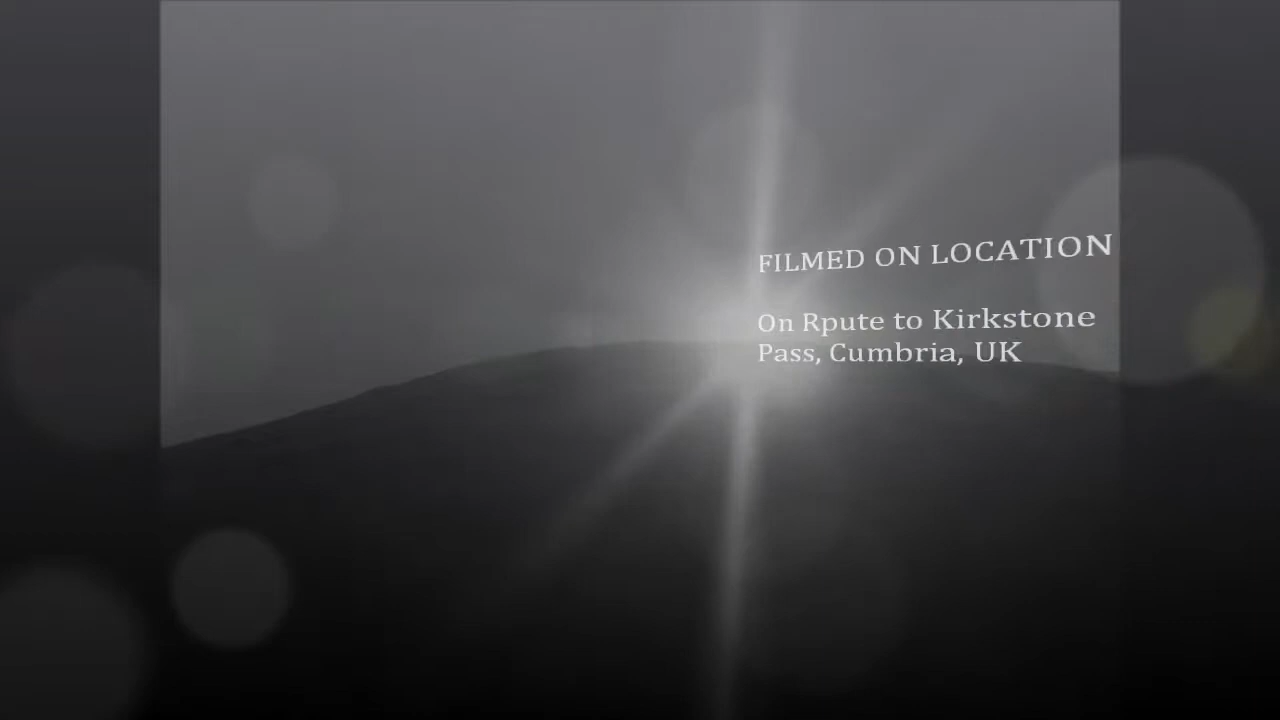 FILMED ON LOCATION
On Rpute to Kirkstone
Pass, Cumbria, UK